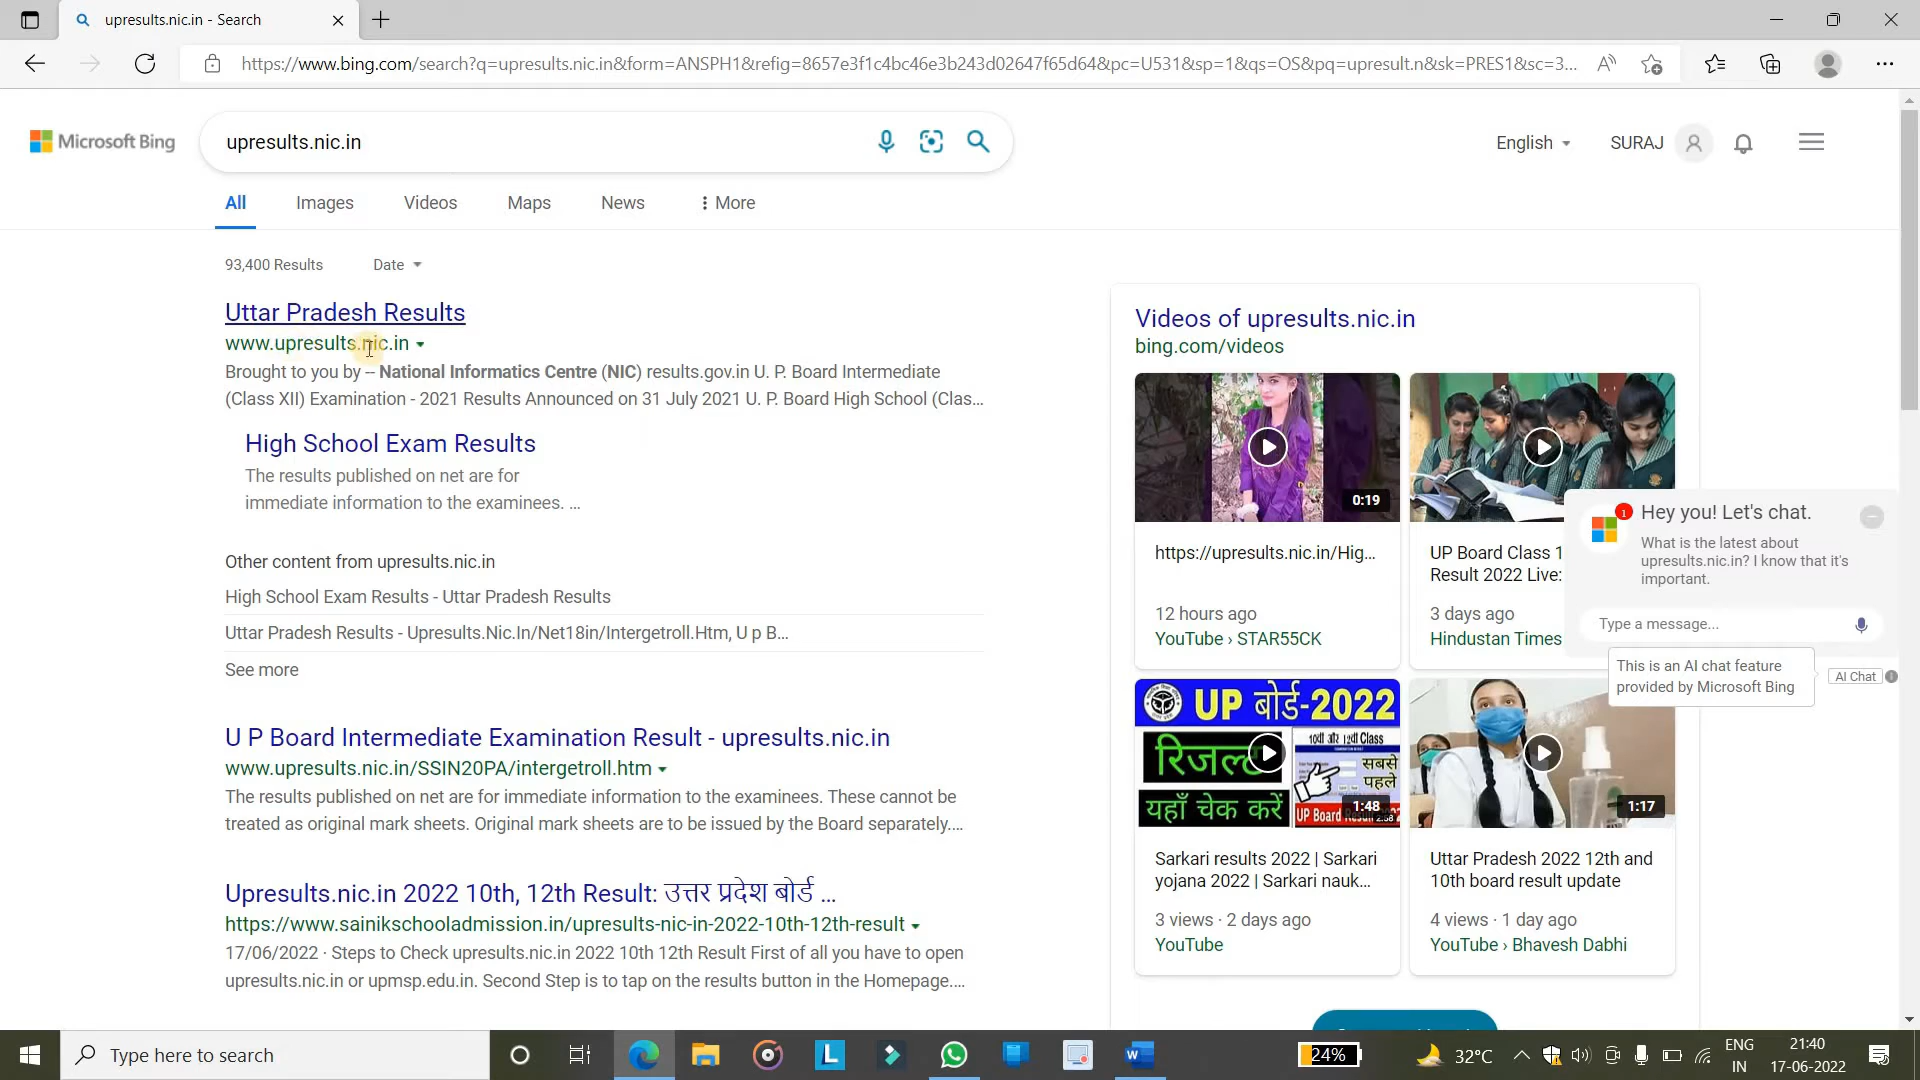 upresults.nic.in - Search
https://www.bing.com/search?q=upresults.nic.in&form=ANSPH1&refig=8657e3f1c4bc46e3b243d02647f65d64&pc=U531&sp=1&qs=OS&pq=upresult.n&sk=PRES1&sc=3...
Microsoft Bing
upresults.nic.in
English
SURAJ
All
Images
Videos
Maps
News
More
93,400 Results
Date
Uttar Pradesh Results
www.upresults.nic.in
Brought to you by -- National Informatics Centre (NIC) results.gov.in U. P. Board Intermediate
(Class XII) Examination - 2021 Results Announced on 31 July 2021 U. P. Board High School (Clas...
High School Exam Results
The results published on net are for
immediate information to the examinees. ...
Other content from upresults.nic.in
High School Exam Results - Uttar Pradesh Results
Uttar Pradesh Results - Upresults.Nic.In/Net18in/Intergetroll.Htm, U p B...
See more
U P Board Intermediate Examination Result - upresults.nic.in
www.upresults.nic.in/SSIN20PA/intergetroll.htm
The results published on net are for immediate information to the examinees. These cannot be
treated as original mark sheets. Original mark sheets are to be issued by the Board separately....
Upresults.nic.in 2022 10th, 12th Result: उत्तर प्रदेश बोर्ड ...
https://www.sainikschooladmission.in/upresults-nic-in-2022-10th-12th-result
17/06/2022 · Steps to Check upresults.nic.in 2022 10th 12th Result First of all you have to open
upresults.nic.in or upmsp.edu.in. Second Step is to tap on the results button in the Homepage....
Videos of upresults.nic.in
bing.com/videos
0:19
https://upresults.nic.in/Hig...
12 hours ago
YouTube › STAR55CK
UP Board Class 1
Result 2022 Live:
3 days ago
Hindustan Times
UP बोर्ड-2022
10वीं और 12वीं Class
रिजल्ट
सबसे
पहले
यहाँ चेक करें
UP Board
1:48
Sarkari results 2022 | Sarkari
yojana 2022 | Sarkari nauk...
3 views · 2 days ago
YouTube
1:17
Uttar Pradesh 2022 12th and
10th board result update
4 views · 1 day ago
YouTube › Bhavesh Dabhi
1
Hey you! Let's chat.
What is the latest about
upresults.nic.in? I know that it's
important.
Type a message...
This is an AI chat feature
provided by Microsoft Bing
AI Chat
Type here to search
24%
32°C
ENG
IN
21:40
17-06-2022